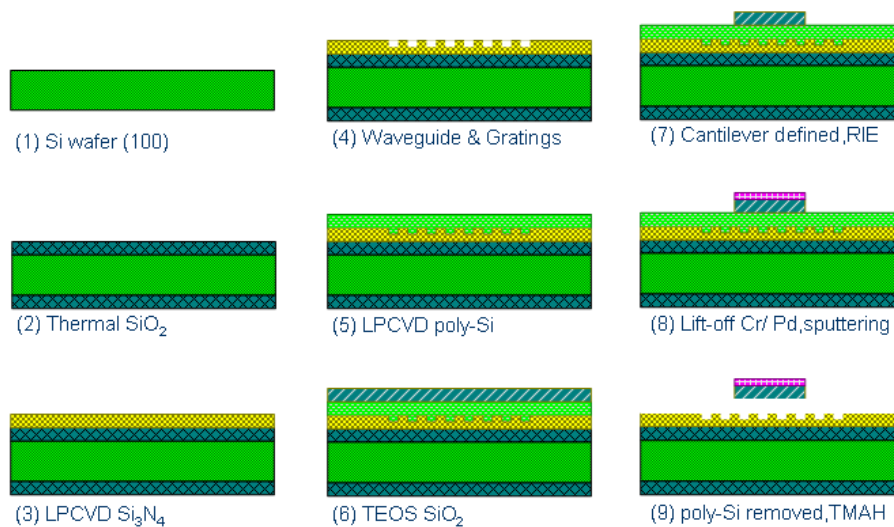 (1) Si wafer (100)
(4) Waveguide & Gratings
(7) Cantilever defined,RIE
(2) Thermal SiO₂
(5) LPCVD poly-Si
(8) Lift-off Cr/ Pd,sputtering
(3) LPCVD Si₃N₄
(6) TEOS SiO₂
(9) poly-Si removed,TMAH